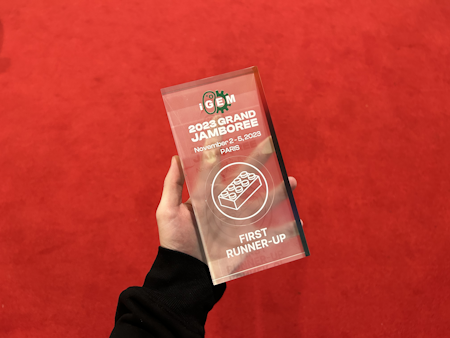 iGEM
2023 GRAND
JAMBOREE
November 2-5, 2023
PARIS
FIRST
RUNNER-UP